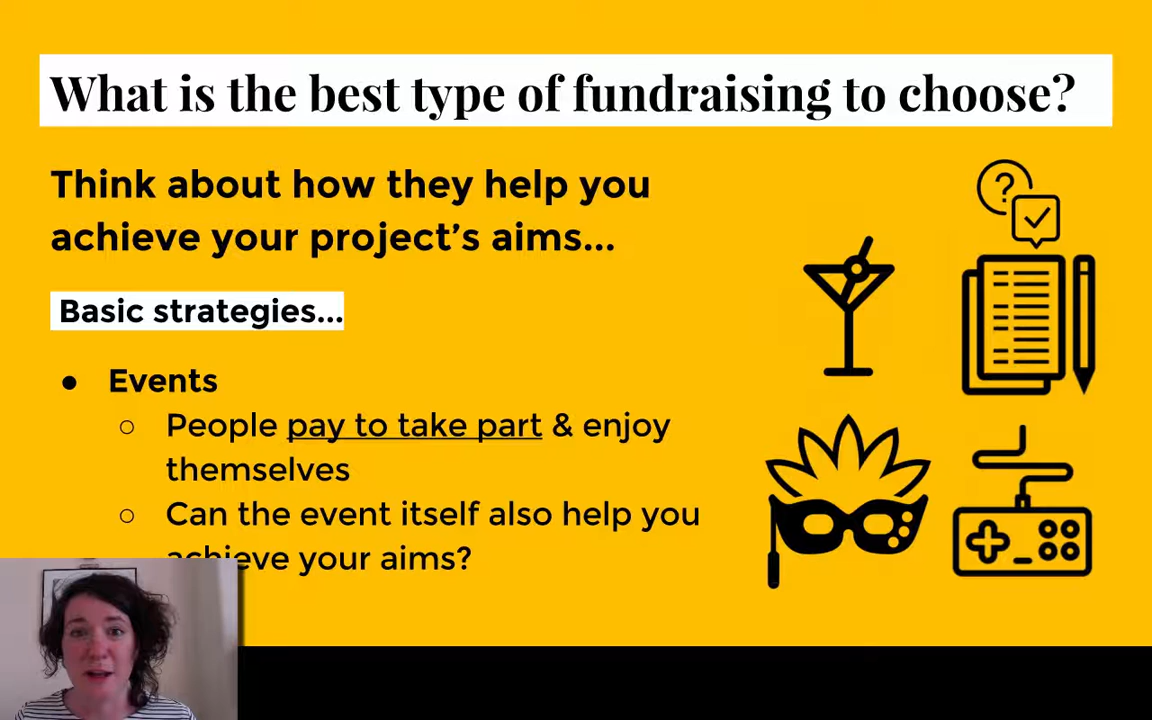 What is the best type of fundraising to choose?
Think about how they help you
achieve your project's aims...
Basic strategies...
● Events
○ People pay to take part & enjoy
themselves
○ Can the event itself also help you
achieve your aims?
?